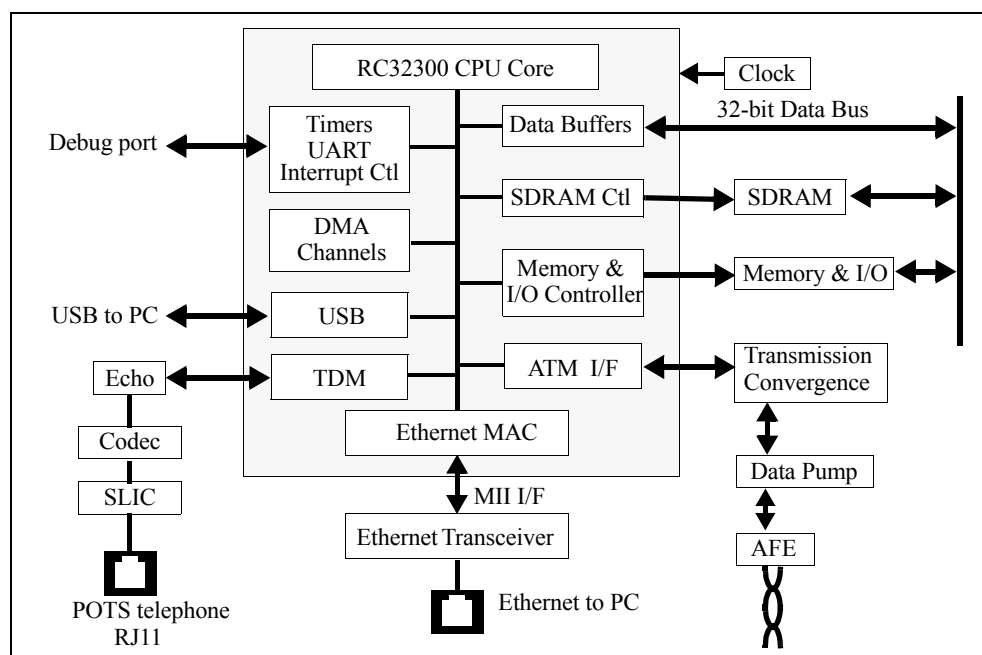 RC32300 CPU Core
Clock
32-bit Data Bus
Debug port
Timers
UART
Interrupt Ctl
Data Buffers
SDRAM Ctl
SDRAM
DMA
Channels
Memory &
I/O Controller
Memory & I/O
USB to PC
USB
Echo
TDM
ATM I/F
Transmission
Convergence
Codec
Ethernet MAC
Data Pump
SLIC
MII I/F
Ethernet Transceiver
AFE
POTS telephone
RJ11
Ethernet to PC